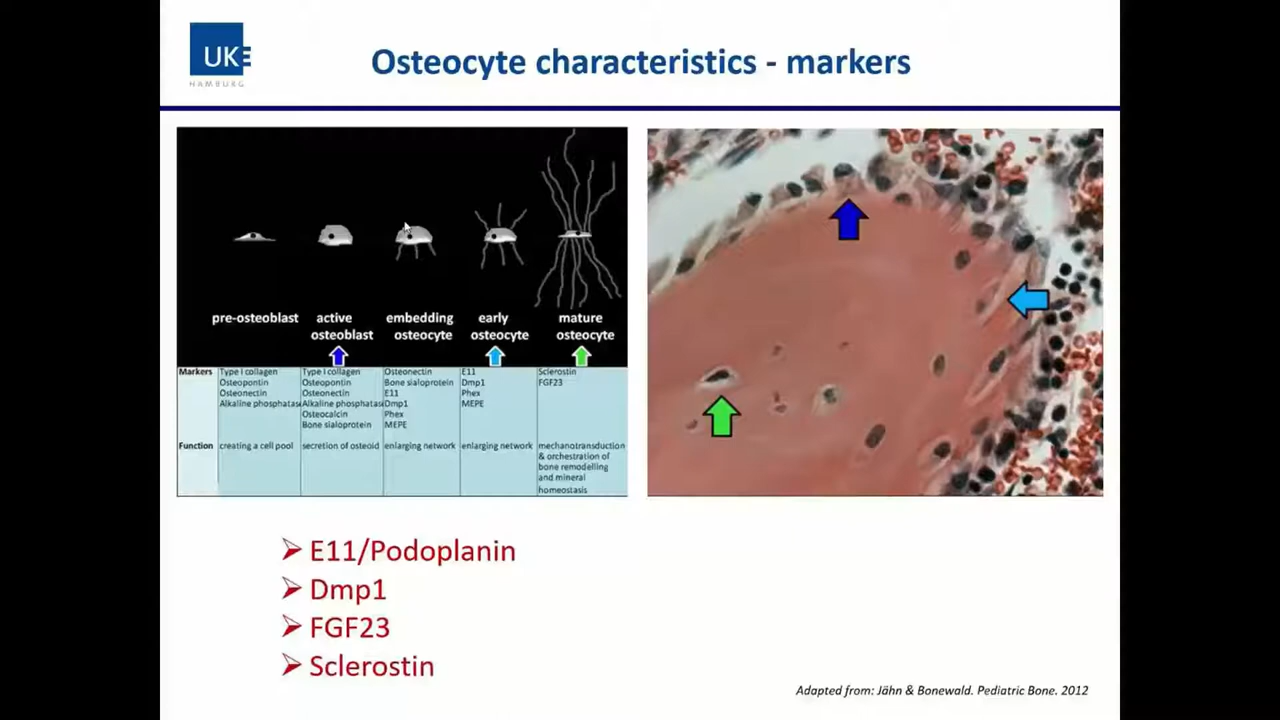 UKE
HAMBURG
Osteocyte characteristics - markers
pre-osteoblast
active
osteoblast
embedding
osteocyte
early
osteocyte
mature
osteocyte
Markers
Type I collagen
Osteopontin
Osteonectin
Alkaline phosphatas
Type I collagen
Osteopontin
Osteonectin
Alkaline phosphatas
Osteocalcin
Bone sialoprotein
Osteonectin
Bone sialoprotein
E11
Dmp1
Phex
MEPE
E11
Dmp1
Phex
MEPE
Sclerostin
FGF23
Function
creating a cell pool
secretion of osteoid
enlarging network
enlarging network
mechanotransduction
& orchestration of
bone remodelling
and mineral
homeostasis
E11/Podoplanin
Dmp1
FGF23
Sclerostin
Adapted from: Jähn & Bonewald. Pediatric Bone. 2012